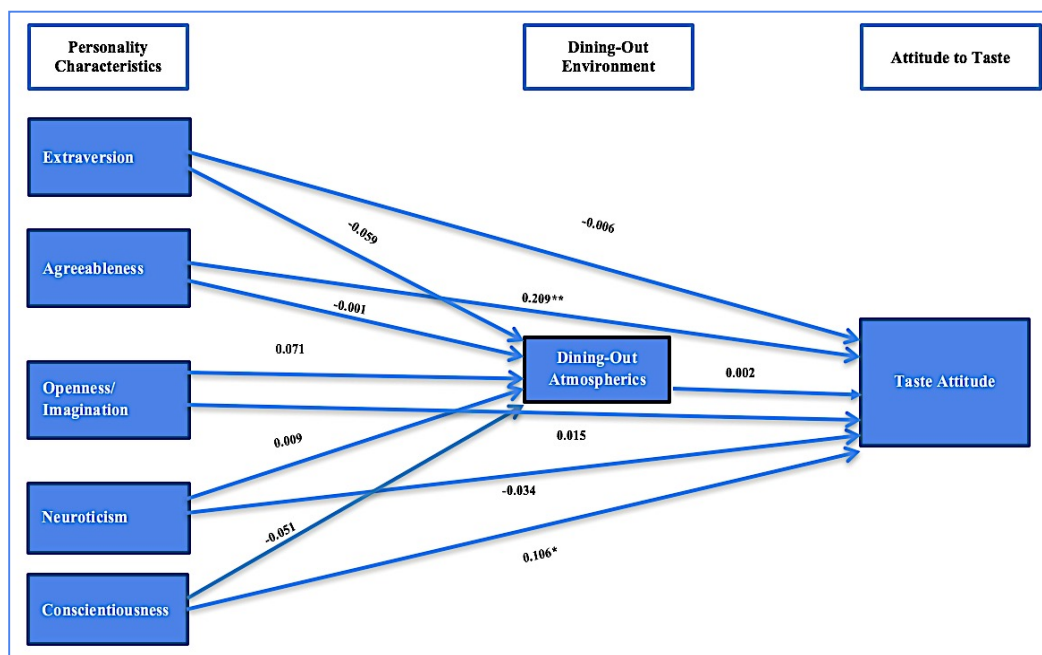 Personality
Characteristics
Dining-Out
Environment
Attitude to Taste
Extraversion
-0.006
-0.059
Agreeableness
0.209**
-0.001
0.071
Dining-Out
Atmospherics
0.002
Taste Attitude
Openness/
Imagination
0.015
0.009
-0.034
Neuroticism
-0.051
0.106*
Conscientiousness